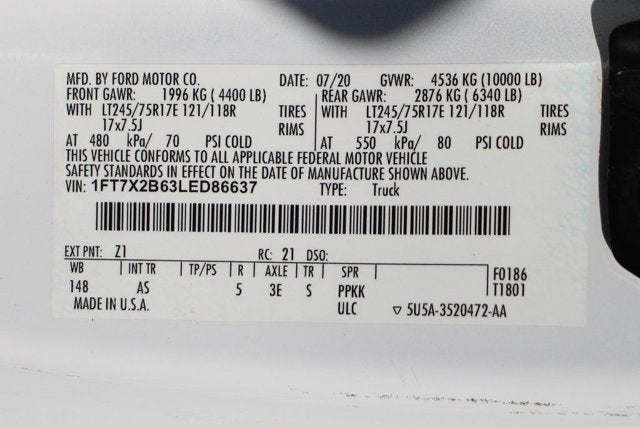 MFD. BY FORD MOTOR CO. DATE: 07/20 GVWR: 4536 KG (10000 LB)
FRONT GAWR: 1996 KG (4400 LB) REAR GAWR: 2876 KG (6340 LB)
WITH LT245/75R17E 121/118R TIRES WITH LT245/75R17E 121/118R TIRES
17x7.5J RIMS 17x7.5J RIMS
AT 480 kPa/ 70 PSI COLD AT 550 kPa/ 80 PSI COLD
THIS VEHICLE CONFORMS TO ALL APPLICABLE FEDERAL MOTOR VEHICLE
SAFETY STANDARDS IN EFFECT ON THE DATE OF MANUFACTURE SHOWN ABOVE.
VIN: 1FT7X2B63LED86637 TYPE: Truck
EXT PNT: Z1 RC: 21 DSO:
WB INT TR TP/PS R AXLE TR SPR F0186
148 AS 5 3E S PPKK T1801
MADE IN U.S.A. ULC ▽ 5U5A-3520472-AA